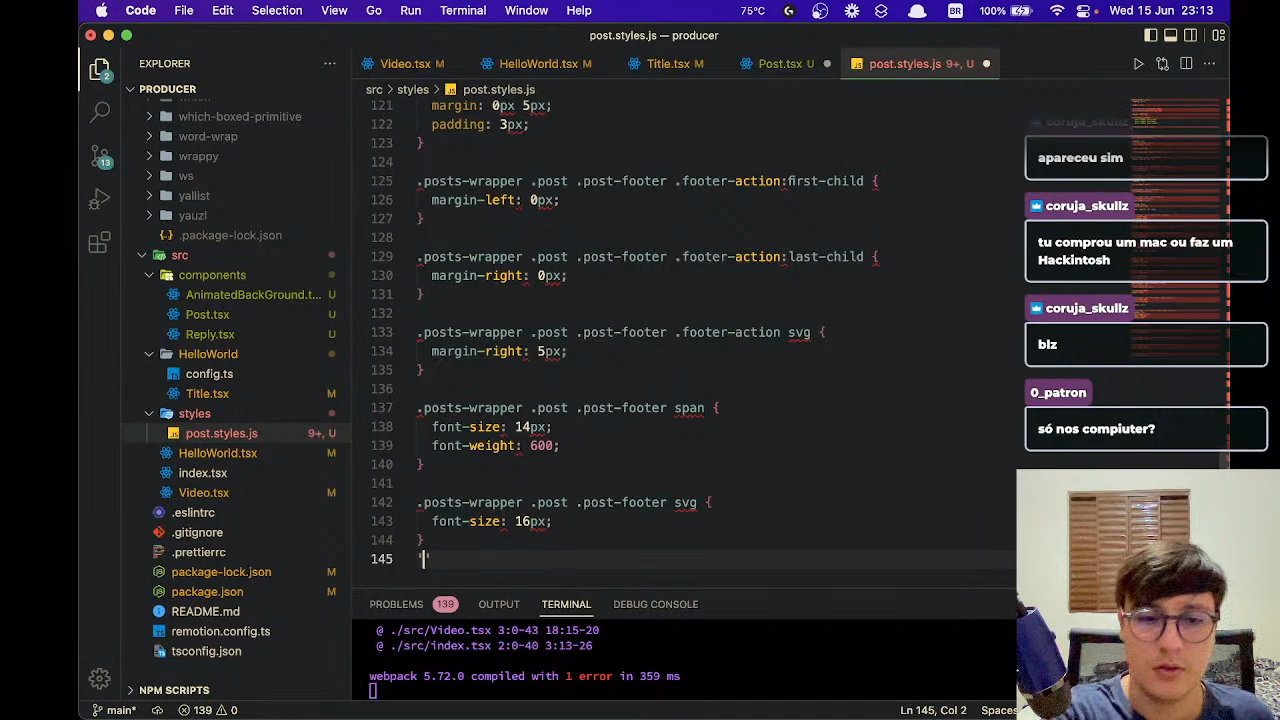 Code File Edit Selection View Go Run Terminal Window Help 75°C BR 100% Wed 15 Jun 23:13
post.styles.js — producer
EXPLORER
Video.tsx M
HelloWorld.tsx M
Title.tsx M
Post.tsx U
post.styles.js 9+, U
PRODUCER
src > styles > post.styles.js
which-boxed-primitive
word-wrap
wrappy
ws
yallist
yauzl
.package-lock.json
src
components
AnimatedBackGround.t... U
Post.tsx U
Reply.tsx U
HelloWorld
config.ts
Title.tsx M
styles
post.styles.js 9+, U
HelloWorld.tsx M
index.tsx
Video.tsx M
.eslintrc
.gitignore
.prettierrc
package-lock.json M
package.json M
README.md
remotion.config.ts
tsconfig.json
NPM SCRIPTS
2
13
121 margin: 0px 5px;
122 padding: 3px;
123 }
124
125 .posts-wrapper .post .post-footer .footer-action:first-child {
126 margin-left: 0px;
127 }
128
129 .posts-wrapper .post .post-footer .footer-action:last-child {
130 margin-right: 0px;
131 }
132
133 .posts-wrapper .post .post-footer .footer-action svg {
134 margin-right: 5px;
135 }
136
137 .posts-wrapper .post .post-footer span {
138 font-size: 14px;
139 font-weight: 600;
140 }
141
142 .posts-wrapper .post .post-footer svg {
143 font-size: 16px;
144 }
145
coruja_skullz
apareceu sim
coruja_skullz
tu comprou um mac ou faz um
Hackintosh
coruja_skullz
blz
0_patron
só nos compiuter?
PROBLEMS 139 OUTPUT TERMINAL DEBUG CONSOLE
@ ./src/Video.tsx 3:0-43 18:15-20
@ ./src/index.tsx 2:0-40 3:13-26
webpack 5.72.0 compiled with 1 error in 359 ms
main* 139 0 Ln 145, Col 2 Spaces